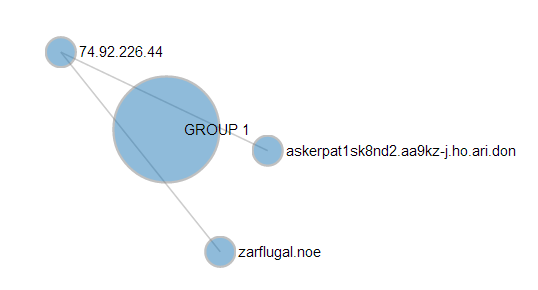 74.92.226.44
GROUP 1
askerpat1sk8nd2.aa9kz-j.ho.ari.don
zarflugal.noe